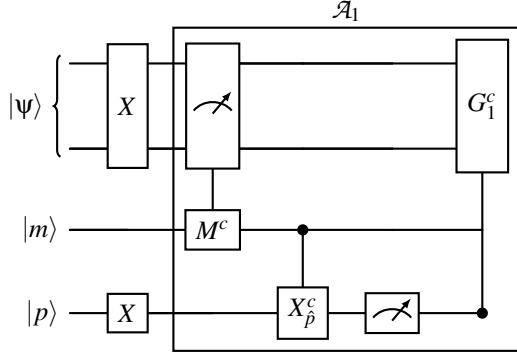 𝒜₁
|ψ⟩
X
G₁ᶜ
|m⟩
Mᶜ
|p⟩
X
X_p̂ᶜ